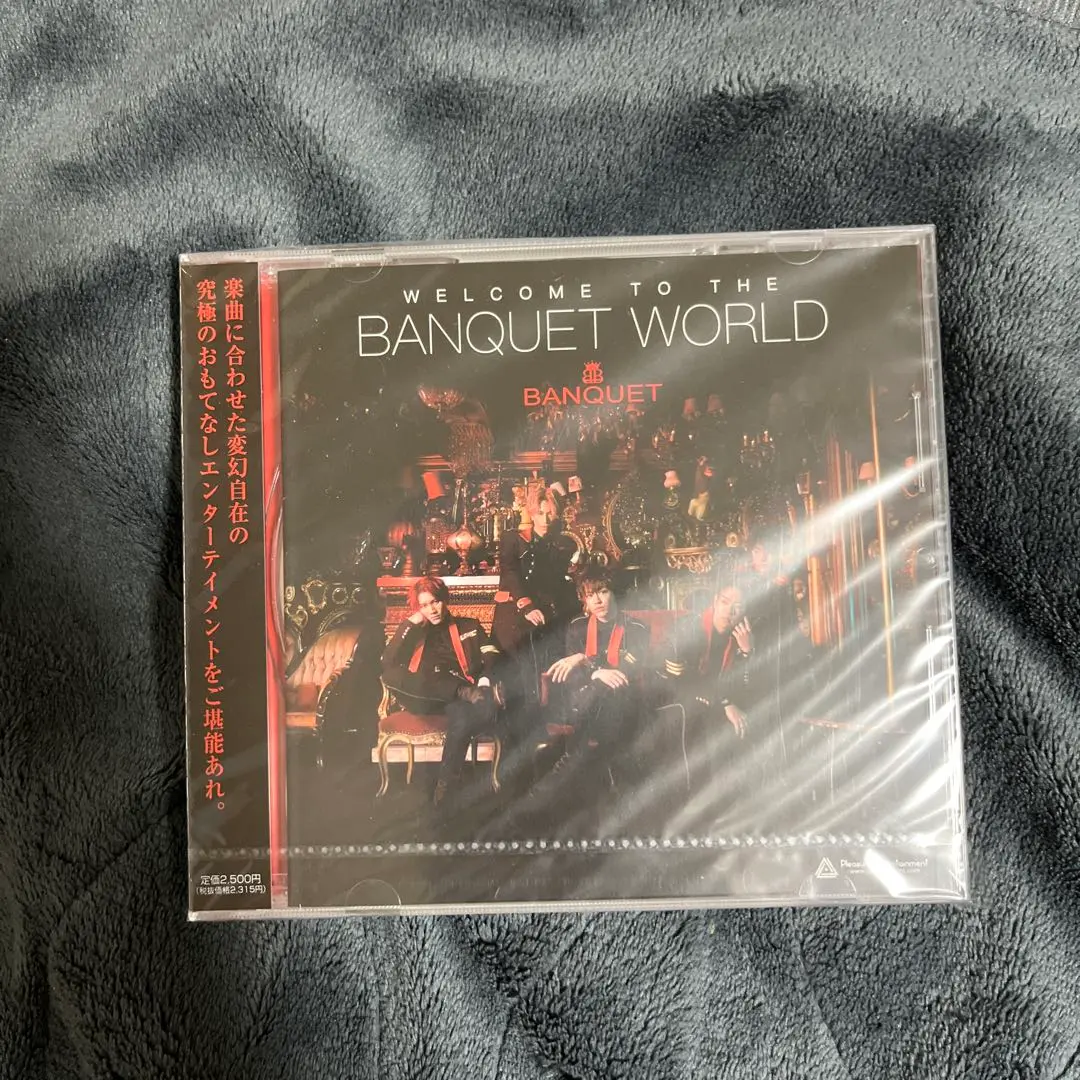 楽曲に合わせた変幻自在の
究極のおもてなしエンターテイメントをご堪能あれ。
定価2,500円
(税抜価格2,315円)
WELCOME TO THE
BANQUET WORLD
BANQUET